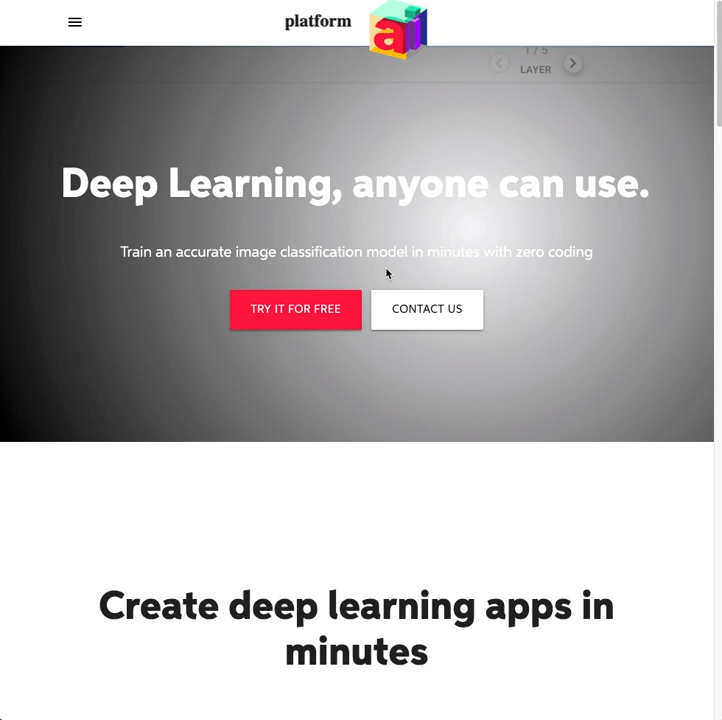 platform ai
1 / 5
LAYER
Deep Learning, anyone can use.
Train an accurate image classification model in minutes with zero coding
TRY IT FOR FREE
CONTACT US
Create deep learning apps in
minutes